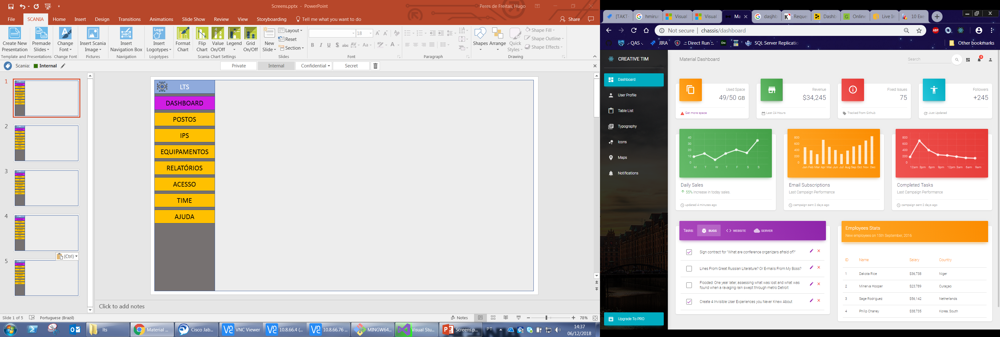 Screens.pptx - PowerPoint
Peres de Freitas, Hugo
File SCANIA Home Insert Design Transitions Animations Slide Show Review View Storyboarding Tell me what you want to do Share
Create New Presentation
Premade Slides
Change Font
Insert Scania Image
Insert Navigation Box
Insert Logotypes
Format Chart
Flip Chart
Value On/Off
Legend
Grid On/Off
New Slide
Layout
Reset
Section
18
Shapes
Arrange
Quick Styles
Shape Fill
Shape Outline
Shape Effects
Template and Presentations Change Font Pictures Navigation Logotypes Scania Chart Settings Slides Font Paragraph Drawing
Scania: Internal
Private Internal Confidential Secret
1
2
3
4
5
(Ctrl)
LTS
DASHBOARD
POSTOS
IPS
EQUIPAMENTOS
RELATÓRIOS
ACESSO
TIME
AJUDA
Click to add notes
Slide 1 of 5 Portuguese (Brazil) Notes 78%
lts
Material ...
Cisco Jab...
VNC Viewer
10.8.66.4 (...
10.8.66.76 ...
MINGW64...
Visual Stu...
Screens.p...
PT
14:37
06/12/2018
[TAKT-
hmirur
Visual
Visual
Ma
dasjhb
Reque
Dashb
Online
Live In
10 Exe
Not secure | chassis/dashboard
ABP
.·QAS·.
JIRA
.:: Direct Run ::.
DM
SQL Server Replicatio
Other bookmarks
CREATIVE TIM
Dashboard
User Profile
Table List
Typography
Icons
Maps
Notifications
Upgrade To PRO
Material Dashboard
Search
5
Used Space
49/50 GB
Get more space
Revenue
$34,245
Last 24 Hours
Fixed Issues
75
Tracked from Github
Followers
+245
Just Updated
40
30
20
10
0
M T W T F S S
Daily Sales
55% increase in today sales.
updated 4 minutes ago
800
600
400
200
0
Jan Feb Mar Apr Mai Jun Jul Aug Sep Oct Nov Dec
Email Subscriptions
Last Campaign Performance
campaign sent 2 days ago
800
600
400
200
0
12am 3pm 6pm 9pm 12pm 3am 6am 9am
Completed Tasks
Last Campaign Performance
campaign sent 2 days ago
Tasks: BUGS WEBSITE SERVER
Sign contract for "What are conference organizers afraid of?"
Lines From Great Russian Literature? Or E-mails From My Boss?
Flooded: One year later, assessing what was lost and what was
found when a ravaging rain swept through metro Detroit
Create 4 Invisible User Experiences you Never Knew About
Employees Stats
New employees on 15th September, 2016
ID Name Salary Country
1 Dakota Rice $36,738 Niger
2 Minerva Hooper $23,789 Curaçao
3 Sage Rodriguez $56,142 Netherlands
4 Philip Chaney $38,735 Korea, South